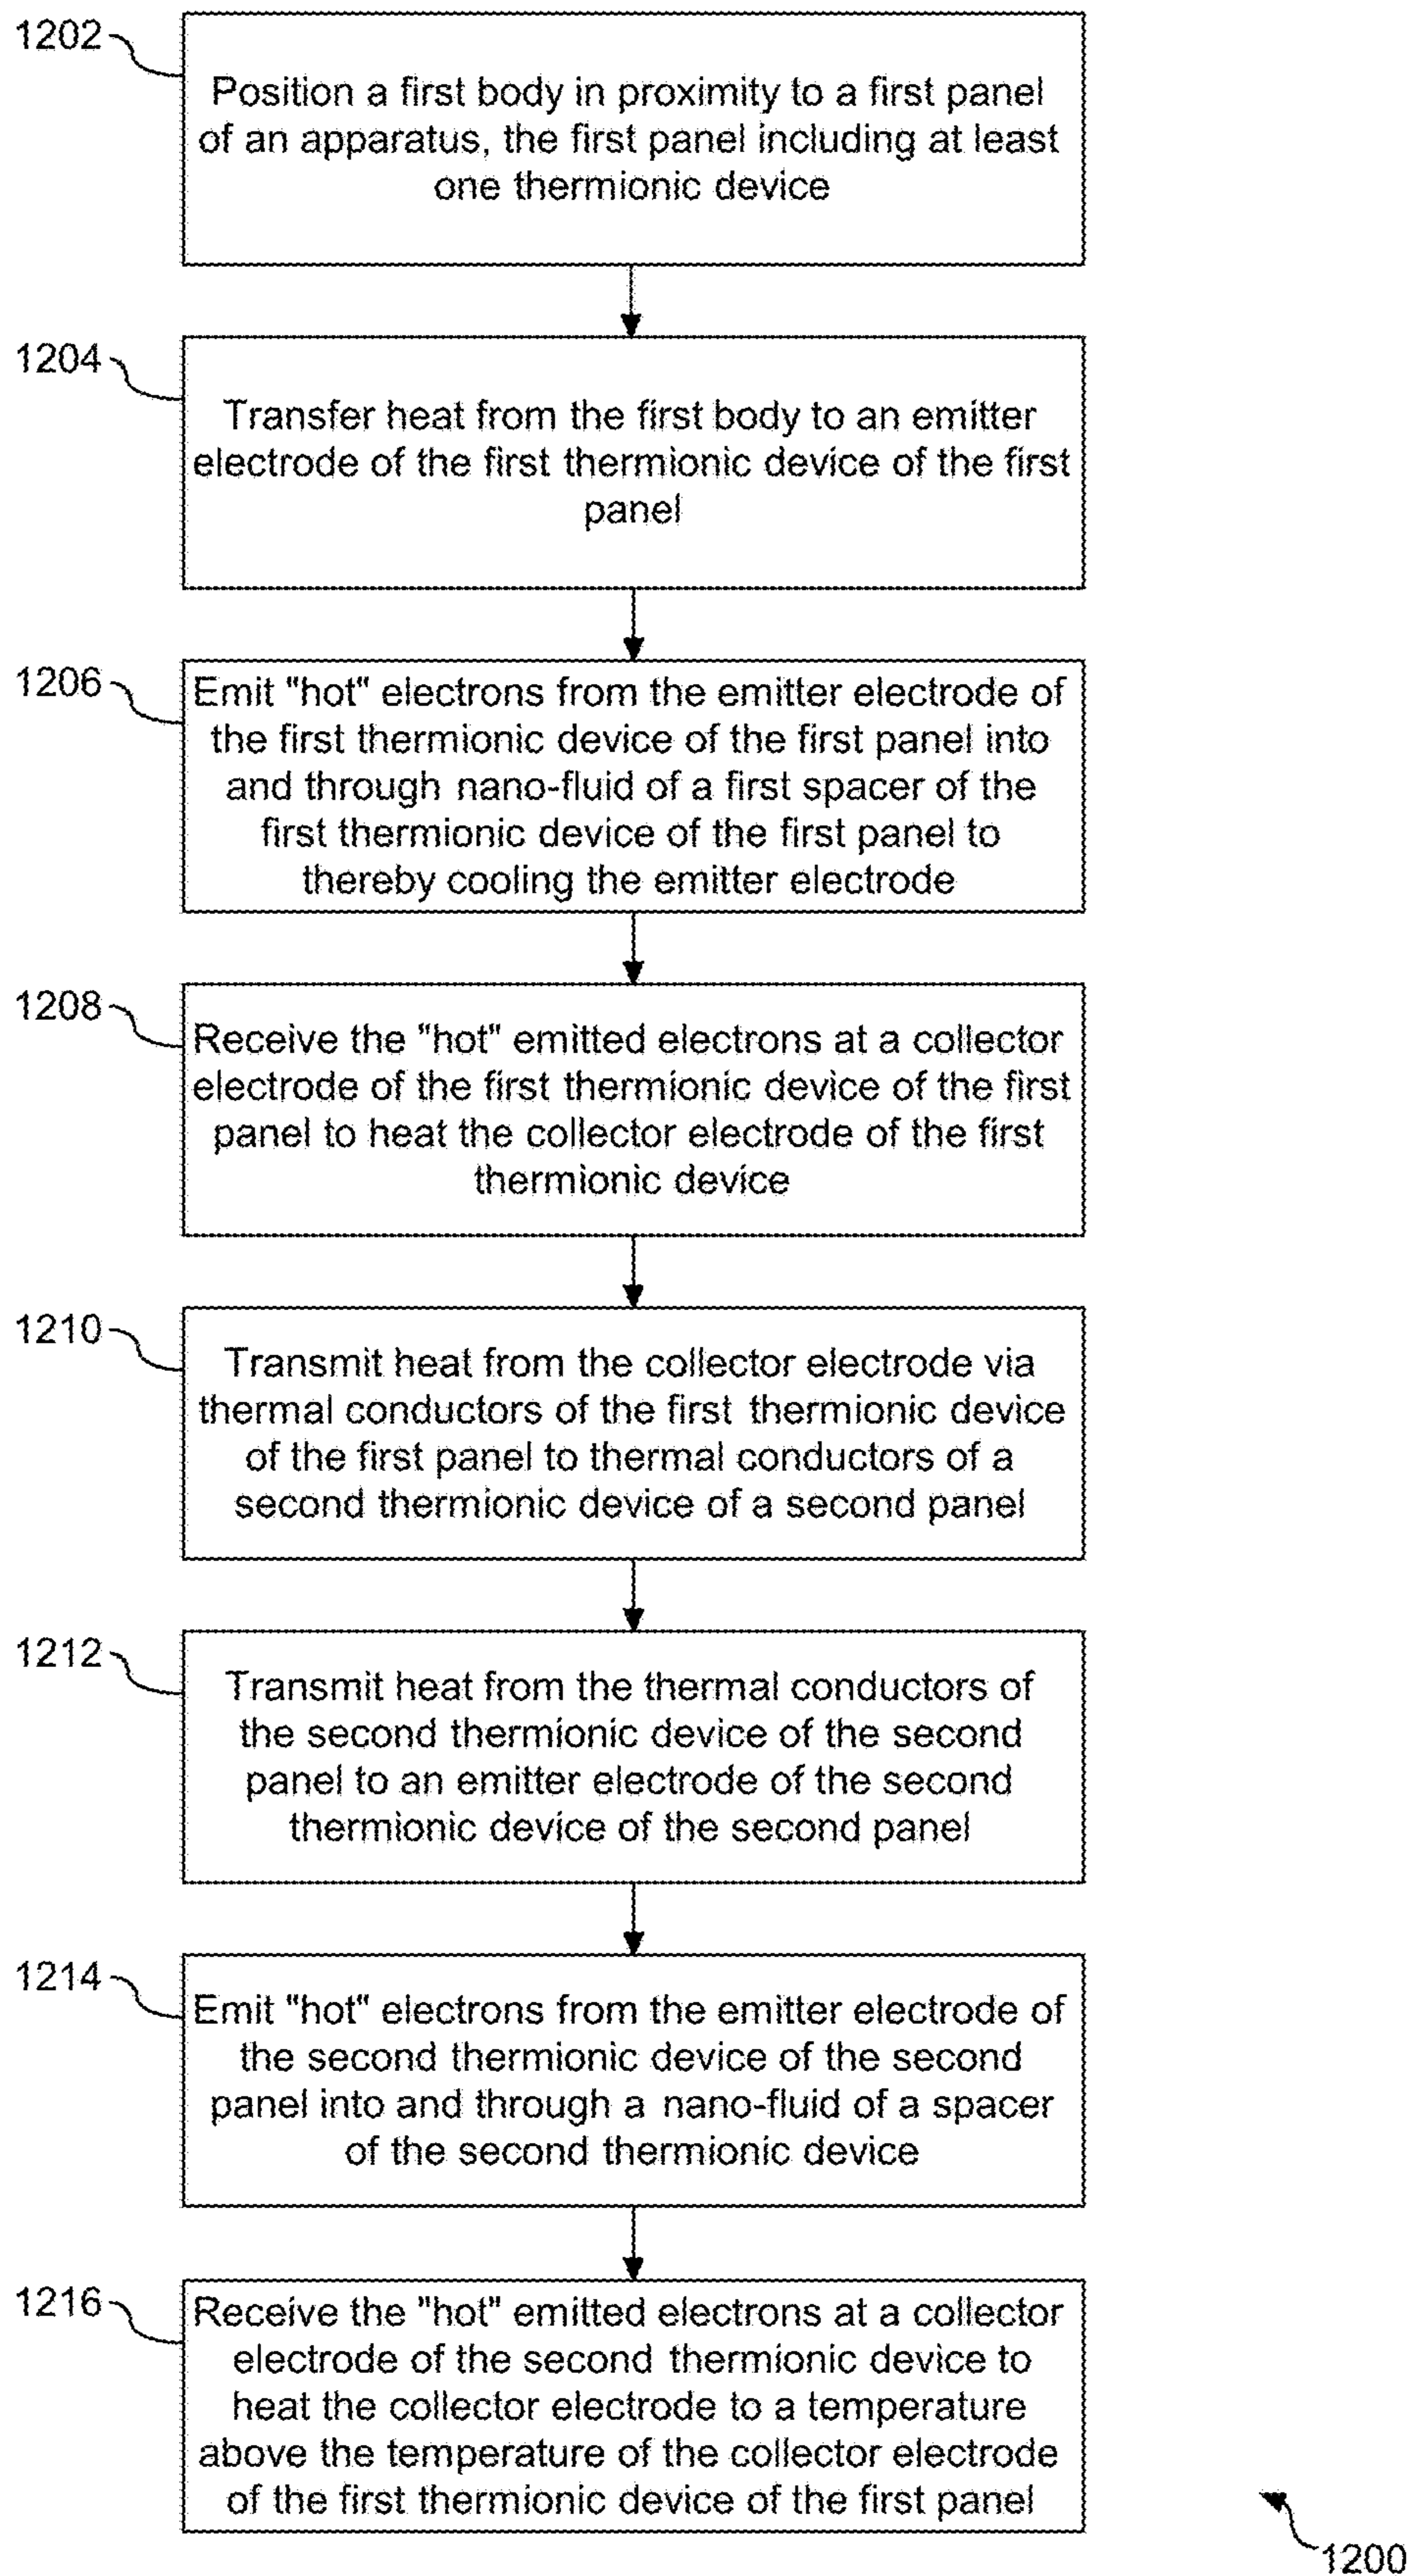 1202
Position a first body in proximity to a first panel
of an apparatus, the first panel including at least
one thermionic device
1204
Transfer heat from the first body to an emitter
electrode of the first thermionic device of the first
panel
1206
Emit "hot" electrons from the emitter electrode of
the first thermionic device of the first panel into
and through nano-fluid of a first spacer of the
first thermionic device of the first panel to
thereby cooling the emitter electrode
1208
Receive the "hot" emitted electrons at a collector
electrode of the first thermionic device of the first
panel to heat the collector electrode of the first
thermionic device
1210
Transmit heat from the collector electrode via
thermal conductors of the first thermionic device
of the first panel to thermal conductors of a
second thermionic device of a second panel
1212
Transmit heat from the thermal conductors of
the second thermionic device of the second
panel to an emitter electrode of the second
thermionic device of the second panel
1214
Emit "hot" electrons from the emitter electrode of
the second thermionic device of the second
panel into and through a nano-fluid of a spacer
of the second thermionic device
1216
Receive the "hot" emitted electrons at a collector
electrode of the second thermionic device to
heat the collector electrode to a temperature
above the temperature of the collector electrode
of the first thermionic device of the first panel
1200